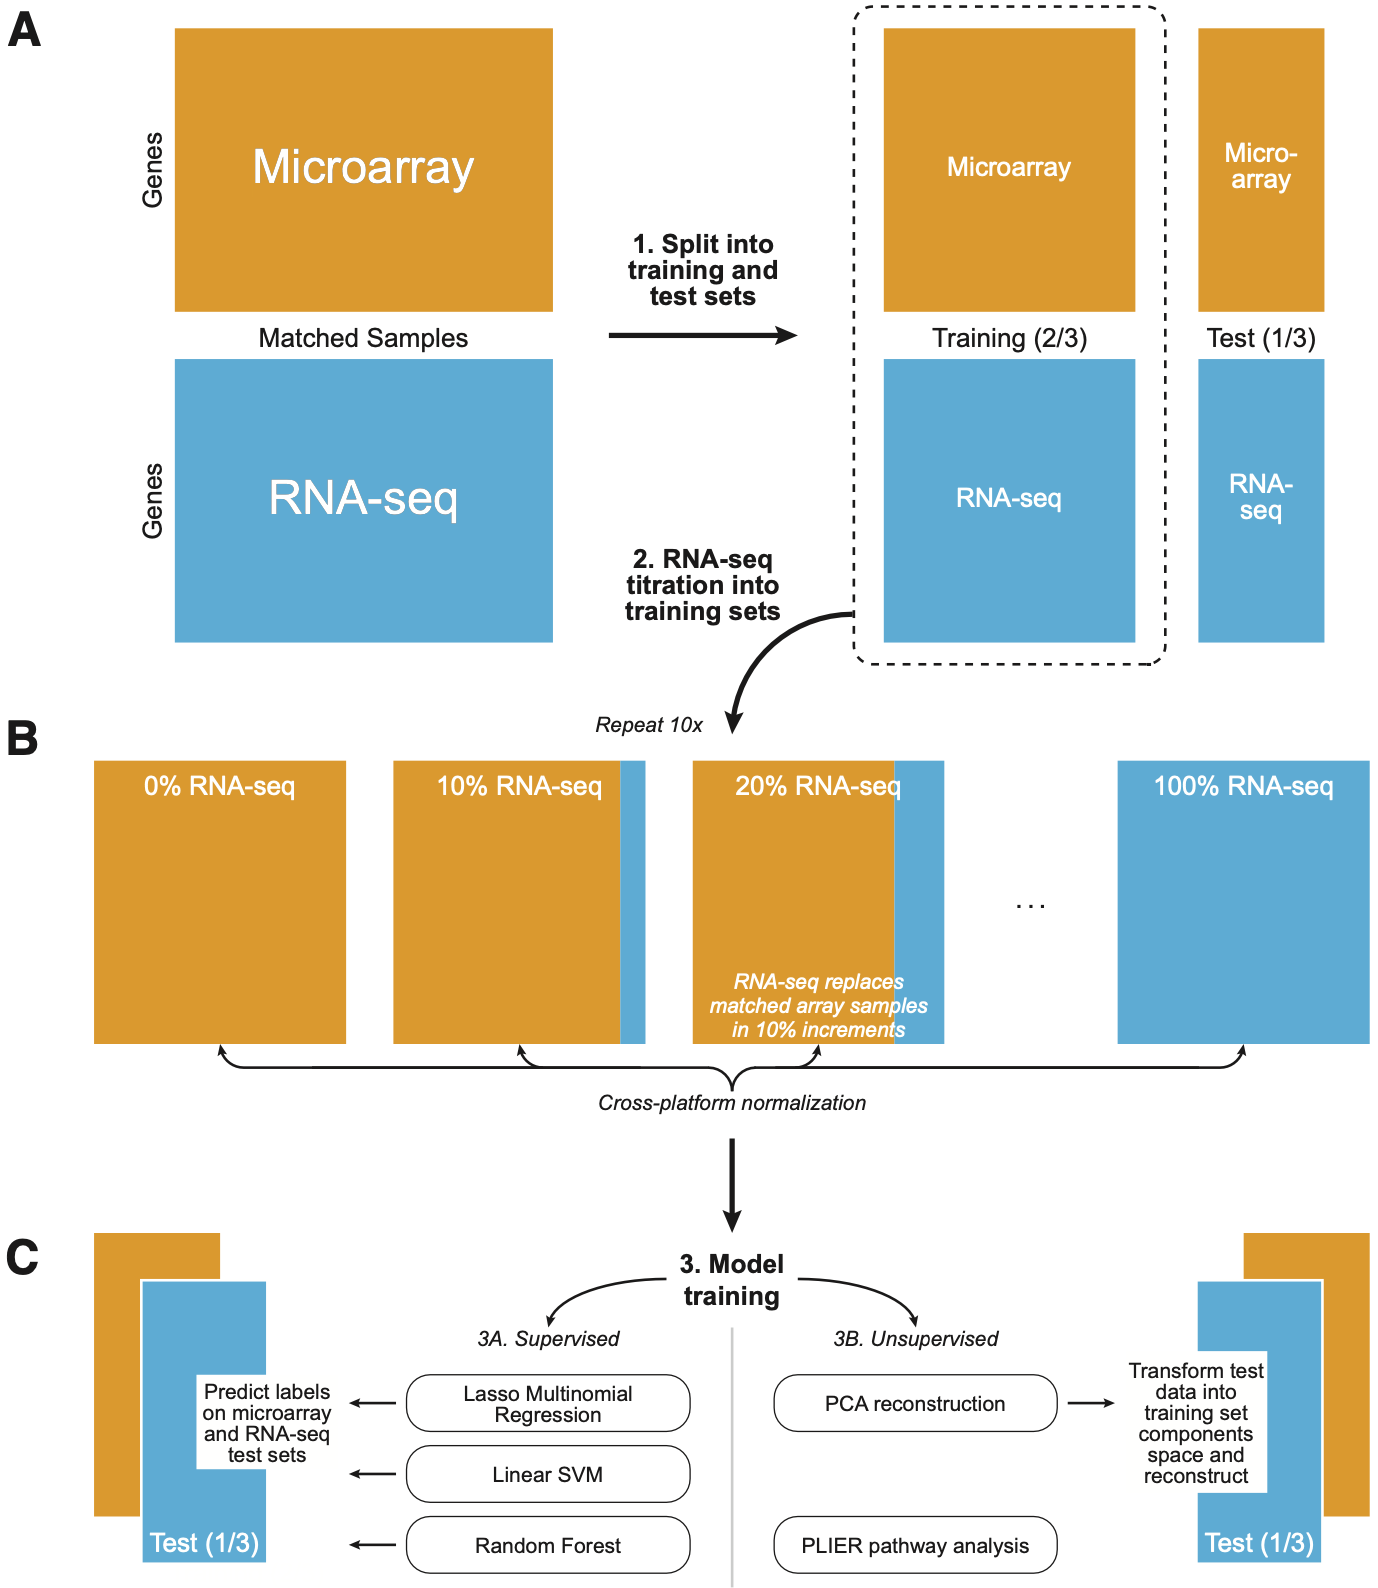 A
Genes
Microarray
Matched Samples
Genes
RNA-seq
1. Split into
training and
test sets
Microarray
Micro-
array
Training (2/3)
Test (1/3)
RNA-seq
RNA-
seq
2. RNA-seq
titration into
training sets
Repeat 10x
B
0% RNA-seq
10% RNA-seq
20% RNA-seq
RNA-seq replaces
matched array samples
in 10% increments
...
100% RNA-seq
Cross-platform normalization
C
3. Model
training
3A. Supervised
Lasso Multinomial
Regression
Linear SVM
Random Forest
Predict labels
on microarray
and RNA-seq
test sets
Test (1/3)
3B. Unsupervised
PCA reconstruction
PLIER pathway analysis
Transform test
data into
training set
components
space and
reconstruct
Test (1/3)